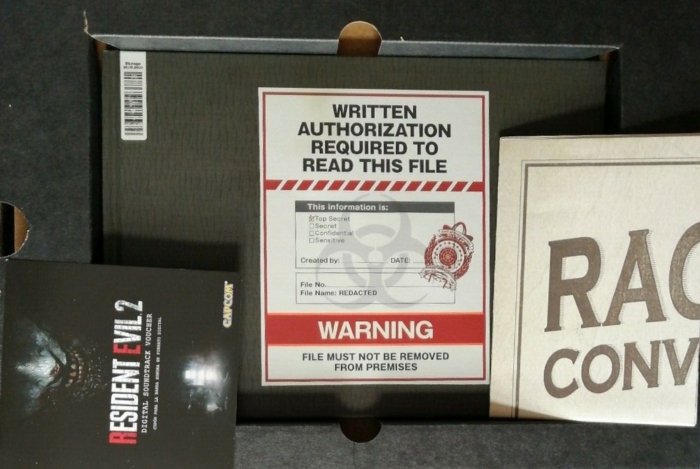 WRITTEN
AUTHORIZATION
REQUIRED TO
READ THIS FILE
This information is:
Top Secret
Secret
Confidential
Sensitive
Created by:
DATE:
File No.
File Name: REDACTED
WARNING
FILE MUST NOT BE REMOVED
FROM PREMISES
RAC
CONV
RESIDENT EVIL 2
DIGITAL SOUNDTRACK VOUCHER
CAPCOM